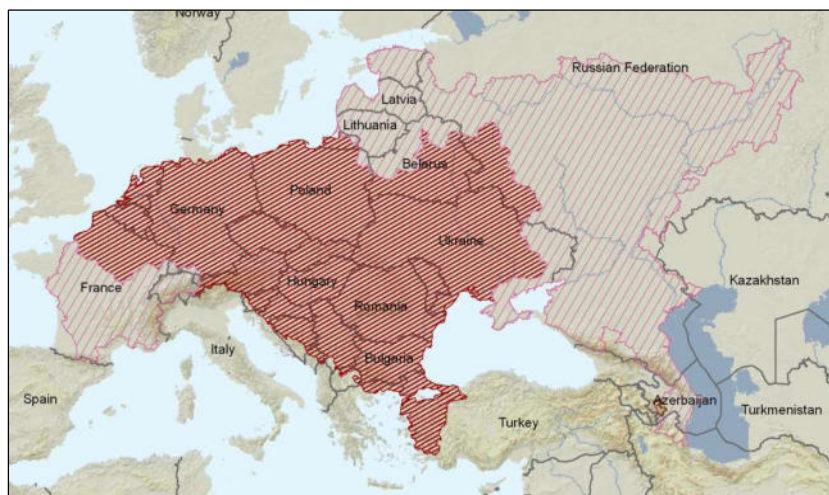 Norway
Russian Federation
Latvia
Lithuania
Belarus
Poland
Germany
Ukraine
Kazakhstan
France
Hungary
Romania
Italy
Bulgaria
Spain
Azerbaijan
Turkmenistan
Turkey